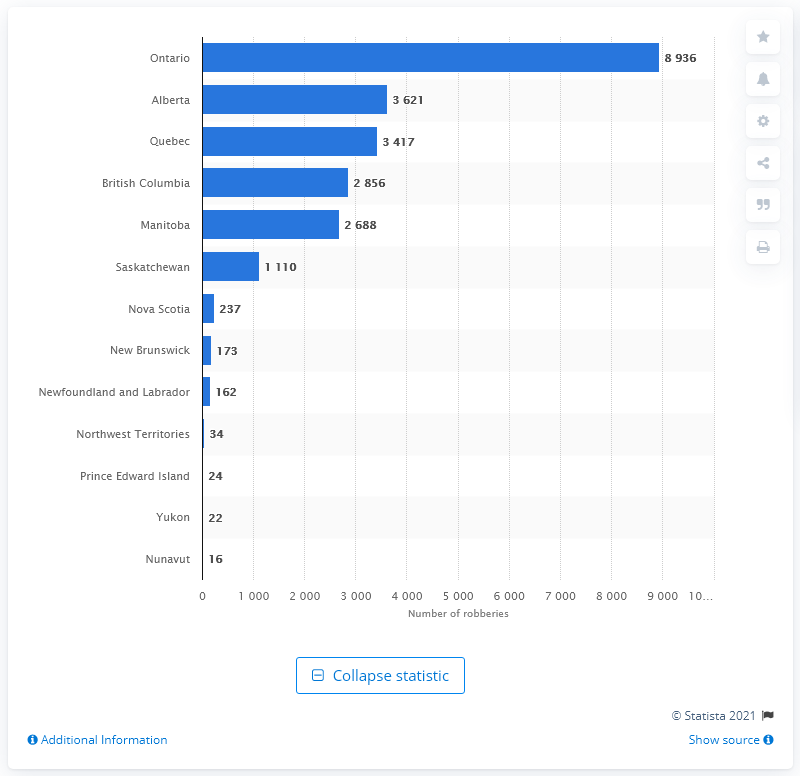 Ontario 8 936
Alberta 3 621
Quebec 3 417
British Columbia 2 856
Manitoba 2 688
Saskatchewan 1 110
Nova Scotia 237
New Brunswick 173
Newfoundland and Labrador 162
Northwest Territories 34
Prince Edward Island 24
Yukon 22
Nunavut 16
0 1 000 2 000 3 000 4 000 5 000 6 000 7 000 8 000 9 000 10...
Number of robberies
Collapse statistic
© Statista 2021
Additional Information Show source